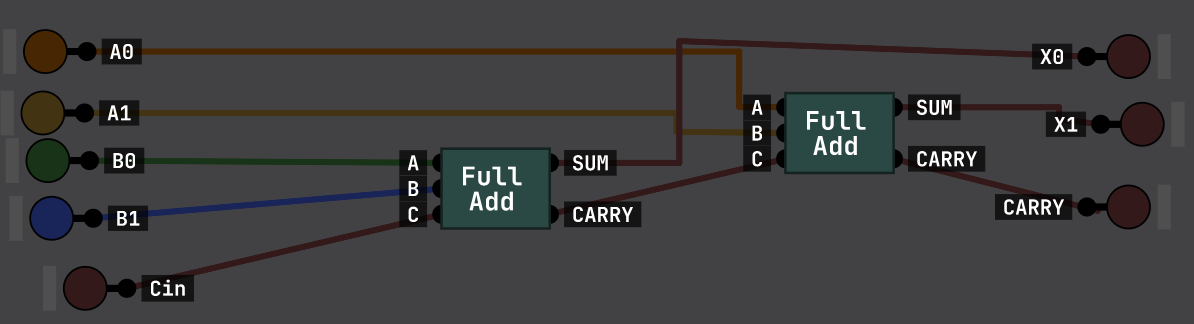 A0
A1
B0
B1
Cin
A
B
C
Full
Add
SUM
CARRY
A
B
C
Full
Add
SUM
CARRY
X0
X1
CARRY